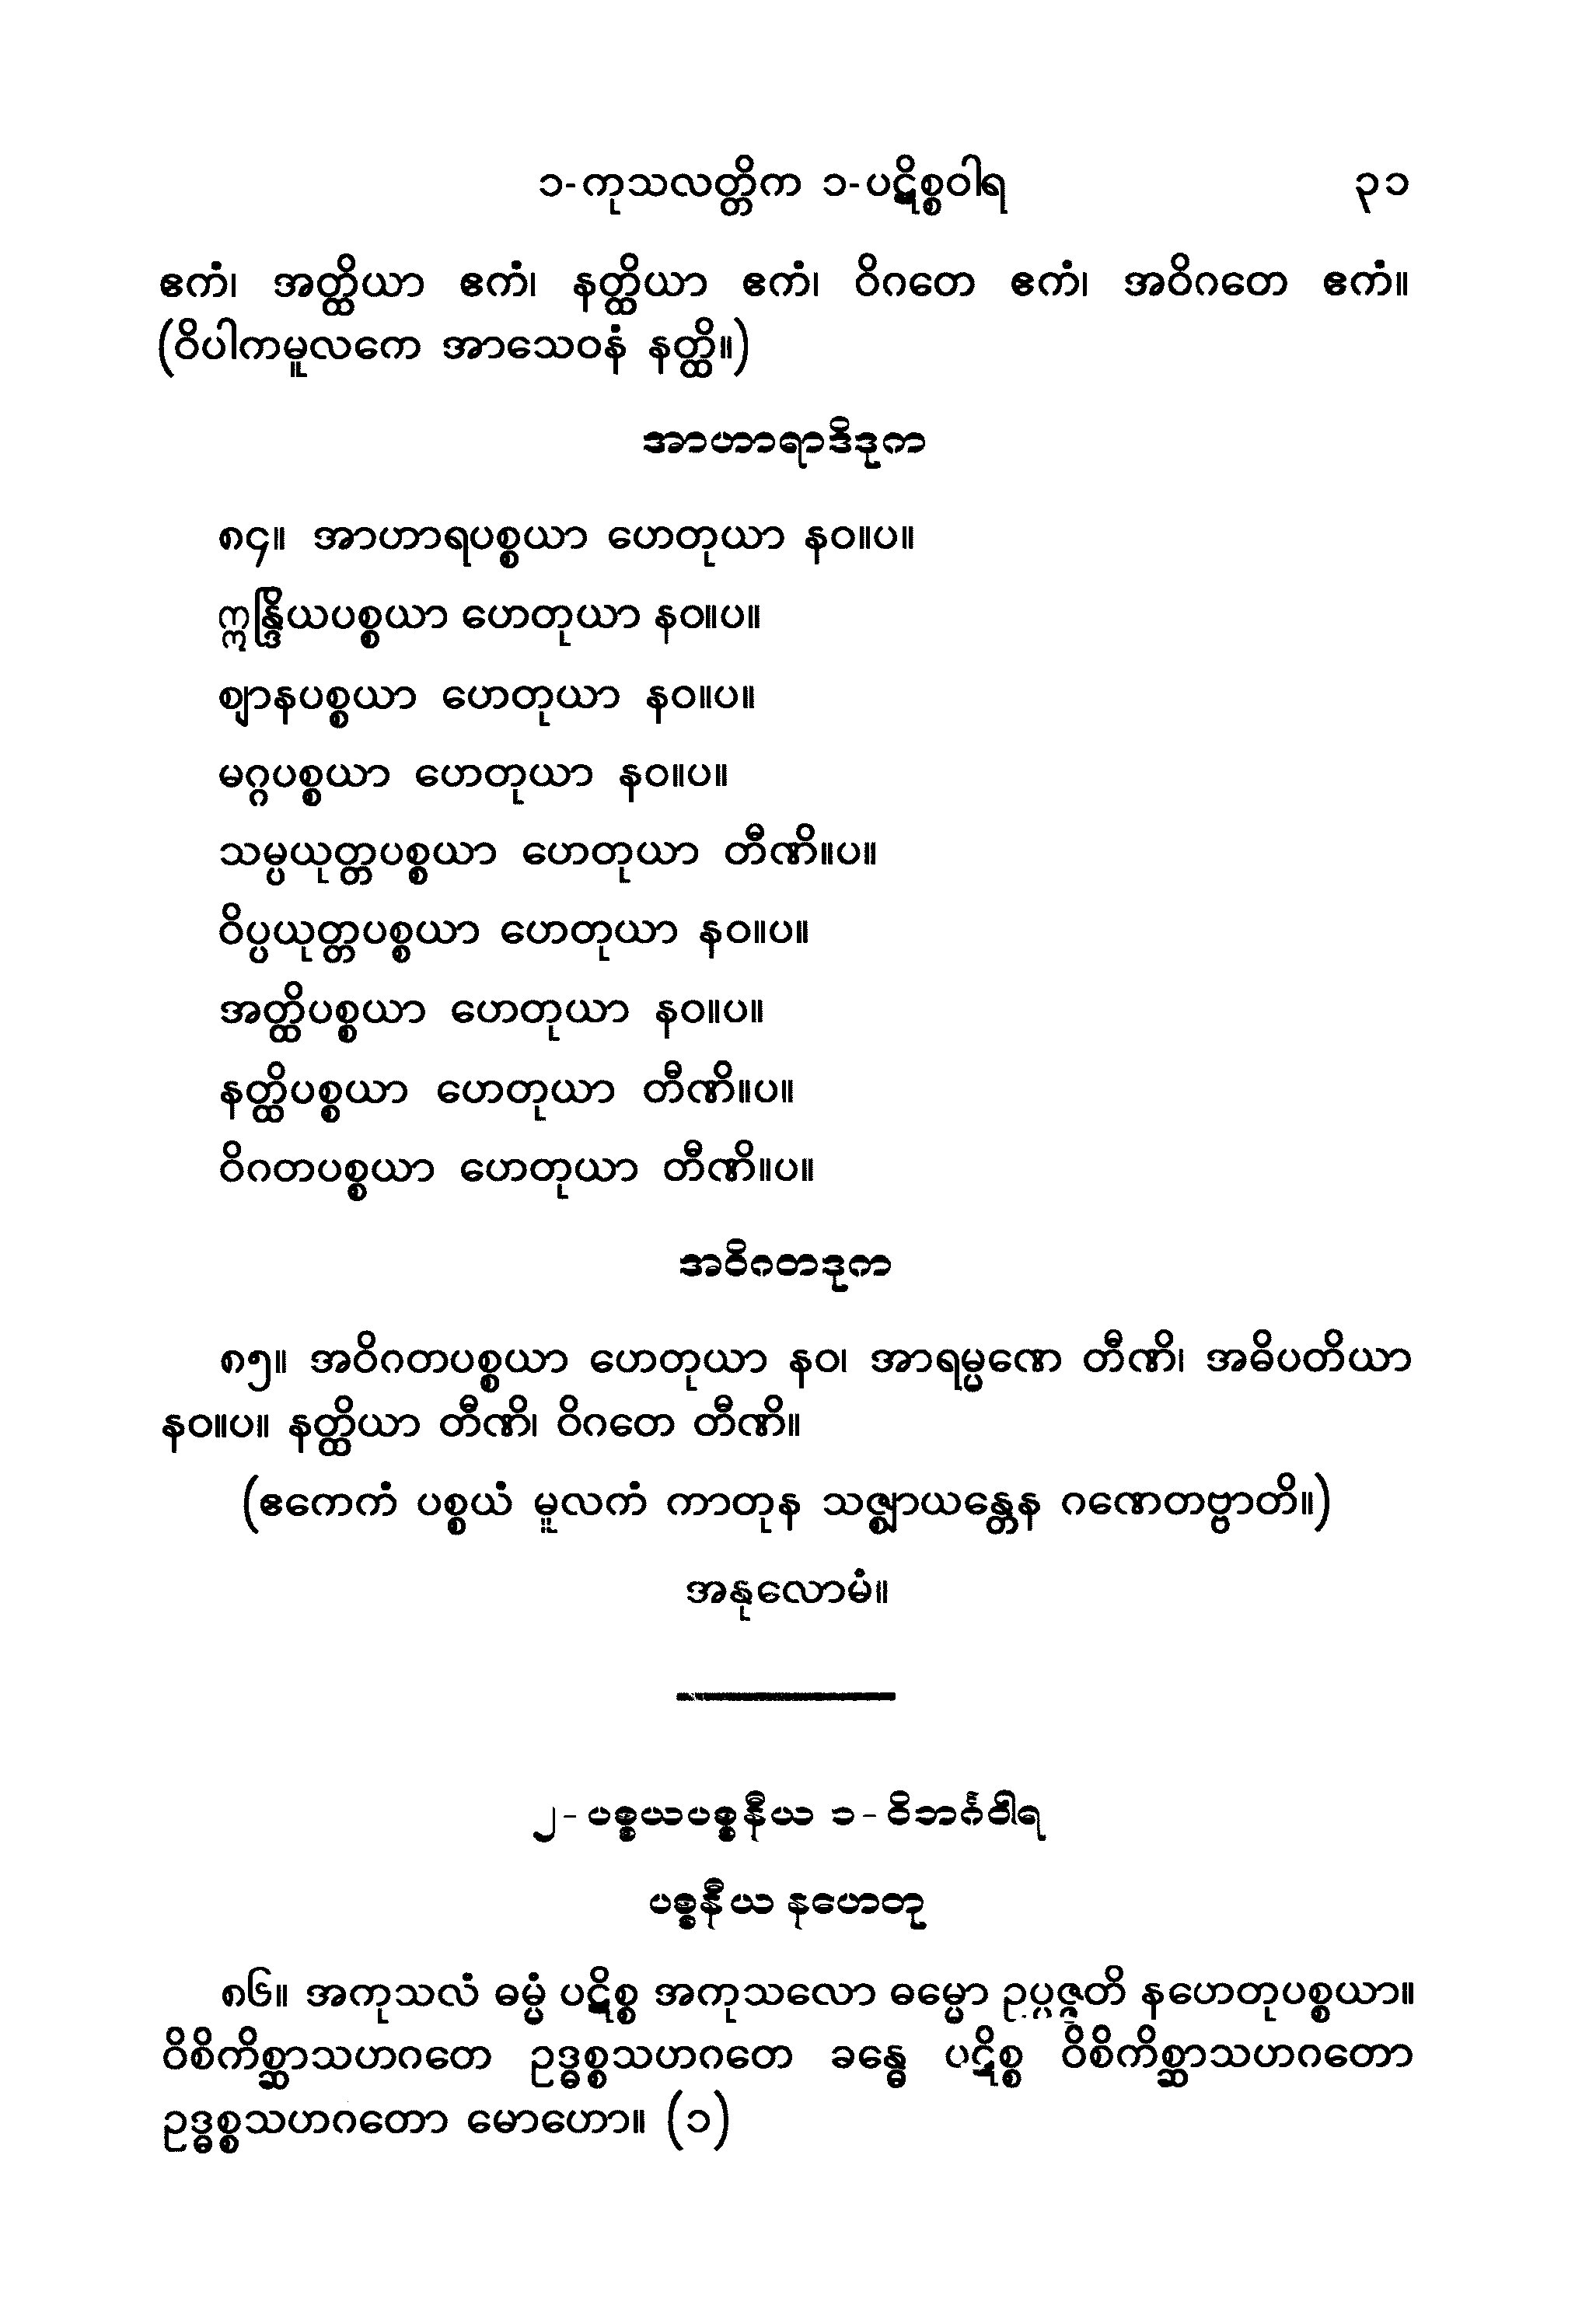 ၁-ကုသလတ္တိက ၁-ပဋိစ္စဝါရ ၃၁
ဧကံ၊ အတ္ထိယာ ဧကံ၊ နတ္ထိယာ ဧကံ၊ ဝိဂတေ ဧကံ၊ အဝိဂတေ ဧကံ။
(ဝိပါကမူလကေ အာသေဝနံ နတ္ထိ။)
အာဟာရာဒိဒုက
၈၄။ အာဟာရပစ္စယာ ဟေတုယာ နဝ။ပ။
ဣန္ဒြိယပစ္စယာ ဟေတုယာ နဝ။ပ။
ဈာနပစ္စယာ ဟေတုယာ နဝ။ပ။
မဂ္ဂပစ္စယာ ဟေတုယာ နဝ။ပ။
သမ္ပယုတ္တပစ္စယာ ဟေတုယာ တီဏိ။ပ။
ဝိပ္ပယုတ္တပစ္စယာ ဟေတုယာ နဝ။ပ။
အတ္ထိပစ္စယာ ဟေတုယာ နဝ။ပ။
နတ္ထိပစ္စယာ ဟေတုယာ တီဏိ။ပ။
ဝိဂတပစ္စယာ ဟေတုယာ တီဏိ။ပ။
အဝိဂတဒုက
၈၅။ အဝိဂတပစ္စယာ ဟေတုယာ နဝ၊ အာရမ္မဏေ တီဏိ၊ အဓိပတိယာ
နဝ။ပ။ နတ္ထိယာ တီဏိ၊ ဝိဂတေ တီဏိ။
(ဧကေကံ ပစ္စယံ မူလကံ ကာတုန သဇ္ဈာယန္တေန ဂဏေတဗ္ဗာတိ။)
အနုလောမံ။
၂-ပစ္စယပစ္စနီယ ၁-ဝိဘင်္ဂဝါရ
ပစ္စနီယ နဟေတု
၈၆။ အကုသလံ ဓမ္မံ ပဋိစ္စ အကုသလော ဓမ္မော ဥပ္ပဇ္ဇတိ နဟေတုပစ္စယာ။
ဝိစိကိစ္ဆာသဟဂတေ ဥဒ္ဓစ္စသဟဂတေ ခန္ဓေ ပဋိစ္စ ဝိစိကိစ္ဆာသဟဂတော
ဥဒ္ဓစ္စသဟဂတော မောဟော။ (၁)